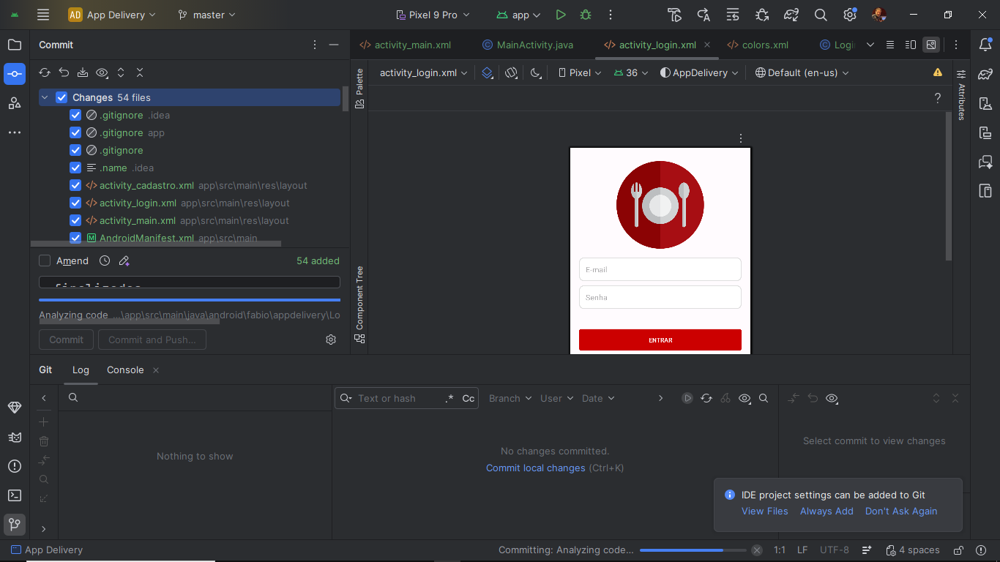 AD App Delivery master Pixel 9 Pro app
Commit
activity_main.xml MainActivity.java activity_login.xml colors.xml Logi
activity_login.xml Pixel 36 AppDelivery Default (en-us)
Palette
Attributes
Changes 54 files
.gitignore .idea
.gitignore app
.gitignore
.name .idea
activity_cadastro.xml app\src\main\res\layout
activity_login.xml app\src\main\res\layout
activity_main.xml app\src\main\res\layout
AndroidManifest.xml app\src\main
Amend 54 added
Analyzing code ...\app\src\main\java\android\fabio\appdelivery\Lo
Commit Commit and Push...
Component Tree
?
E-mail
Senha
ENTRAR
Git Log Console
Text or hash .* Cc Branch User Date
Nothing to show
No changes committed.
Commit local changes (Ctrl+K)
Select commit to view changes
IDE project settings can be added to Git
View Files Always Add Don't Ask Again
App Delivery Committing: Analyzing code... 1:1 LF UTF-8 4 spaces